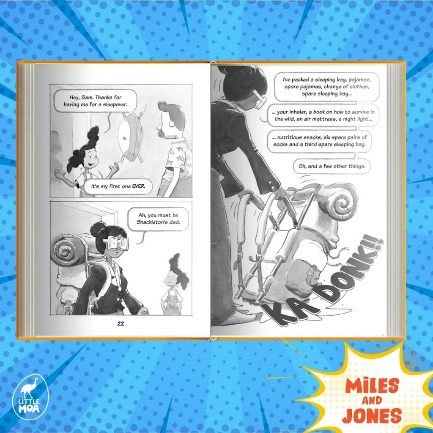 Hey, Sam. Thanks for
having me for a sleepover.
It's my first one EVER.
Ah, you must be
Shackleton's dad.
22
I've packed a sleeping bag, pajamas,
spare pajamas, change of clothes,
spare sleeping bag...
... your inhaler, a book on how to survive in
the wild, an air mattress, a night light...
... nutritious snacks, six spare pairs of
socks and a third spare sleeping bag.
Oh, and a few other things.
KA-DONK!!!
LITTLE
MOA
MILES
AND
JONES